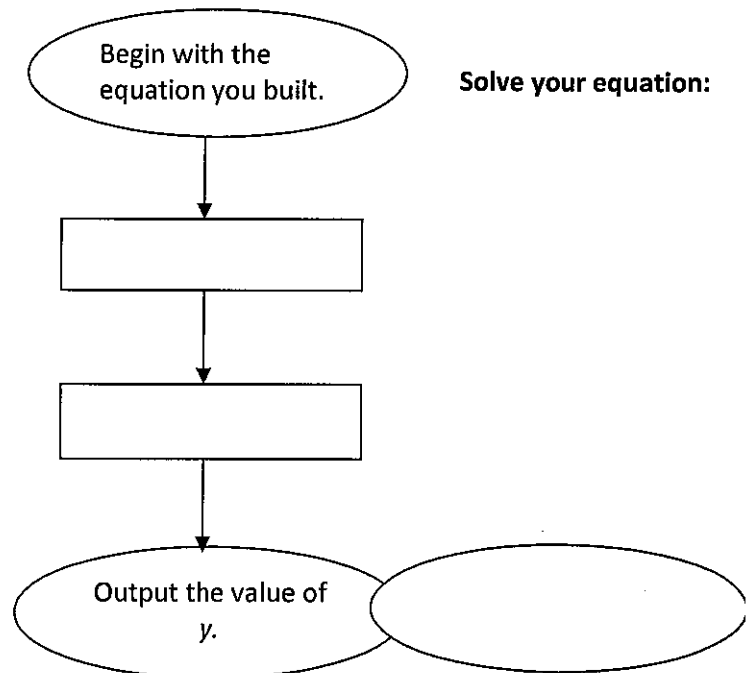 Begin with the
equation you built.
Solve your equation:
Output the value of
y.